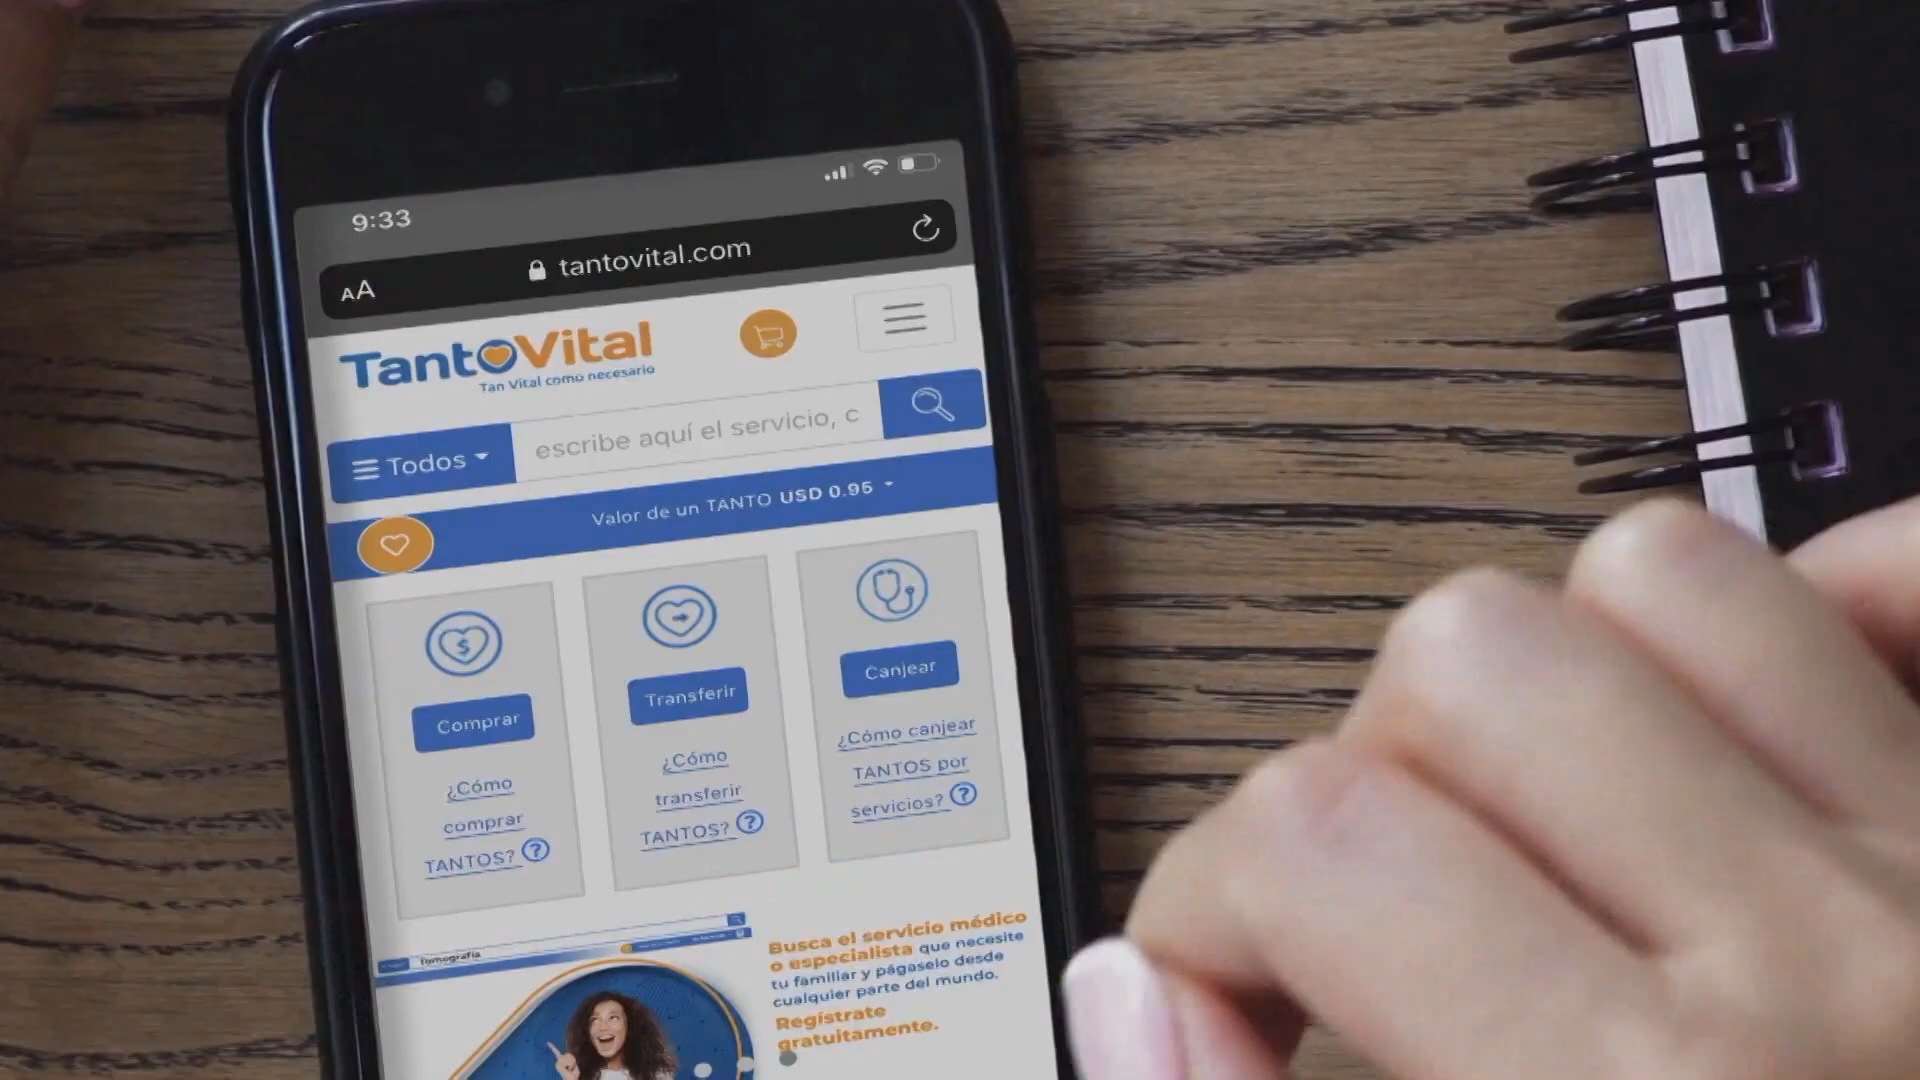 9:33
AA
tantovital.com
TantoVital
Tan Vital como necesario
Todos
escribe aquí el servicio, c
Valor de un TANTO USD 0.95
Comprar
¿Cómo
comprar
TANTOS? ?
Transferir
¿Cómo
transferir
TANTOS? ?
Canjear
¿Cómo canjear
TANTOS por
servicios? ?
Tomografía
Busca el servicio médico
o especialista que necesite
tu familiar y págaselo desde
cualquier parte del mundo.
Regístrate
gratuitamente.